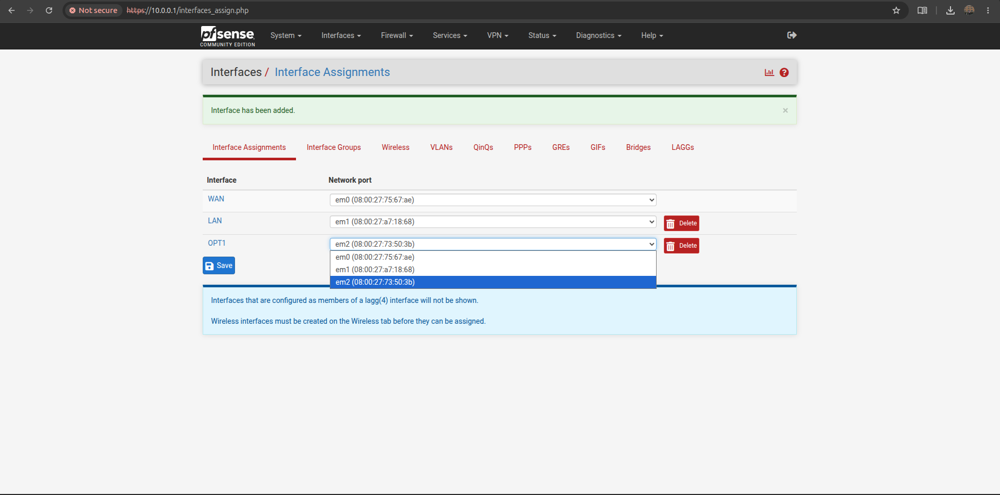 Not secure https://10.0.0.1/interfaces_assign.php
pfsense
COMMUNITY EDITION
System Interfaces Firewall Services VPN Status Diagnostics Help
Interfaces / Interface Assignments
Interface has been added.
Interface Assignments Interface Groups Wireless VLANs QinQs PPPs GREs GIFs Bridges LAGGs
Interface Network port
WAN em0 (08:00:27:75:67:ae)
LAN em1 (08:00:27:a7:18:68) Delete
OPT1 em2 (08:00:27:73:50:3b) Delete
em0 (08:00:27:75:67:ae)
Save
em1 (08:00:27:a7:18:68)
em2 (08:00:27:73:50:3b)
Interfaces that are configured as members of a lagg(4) interface will not be shown.
Wireless interfaces must be created on the Wireless tab before they can be assigned.